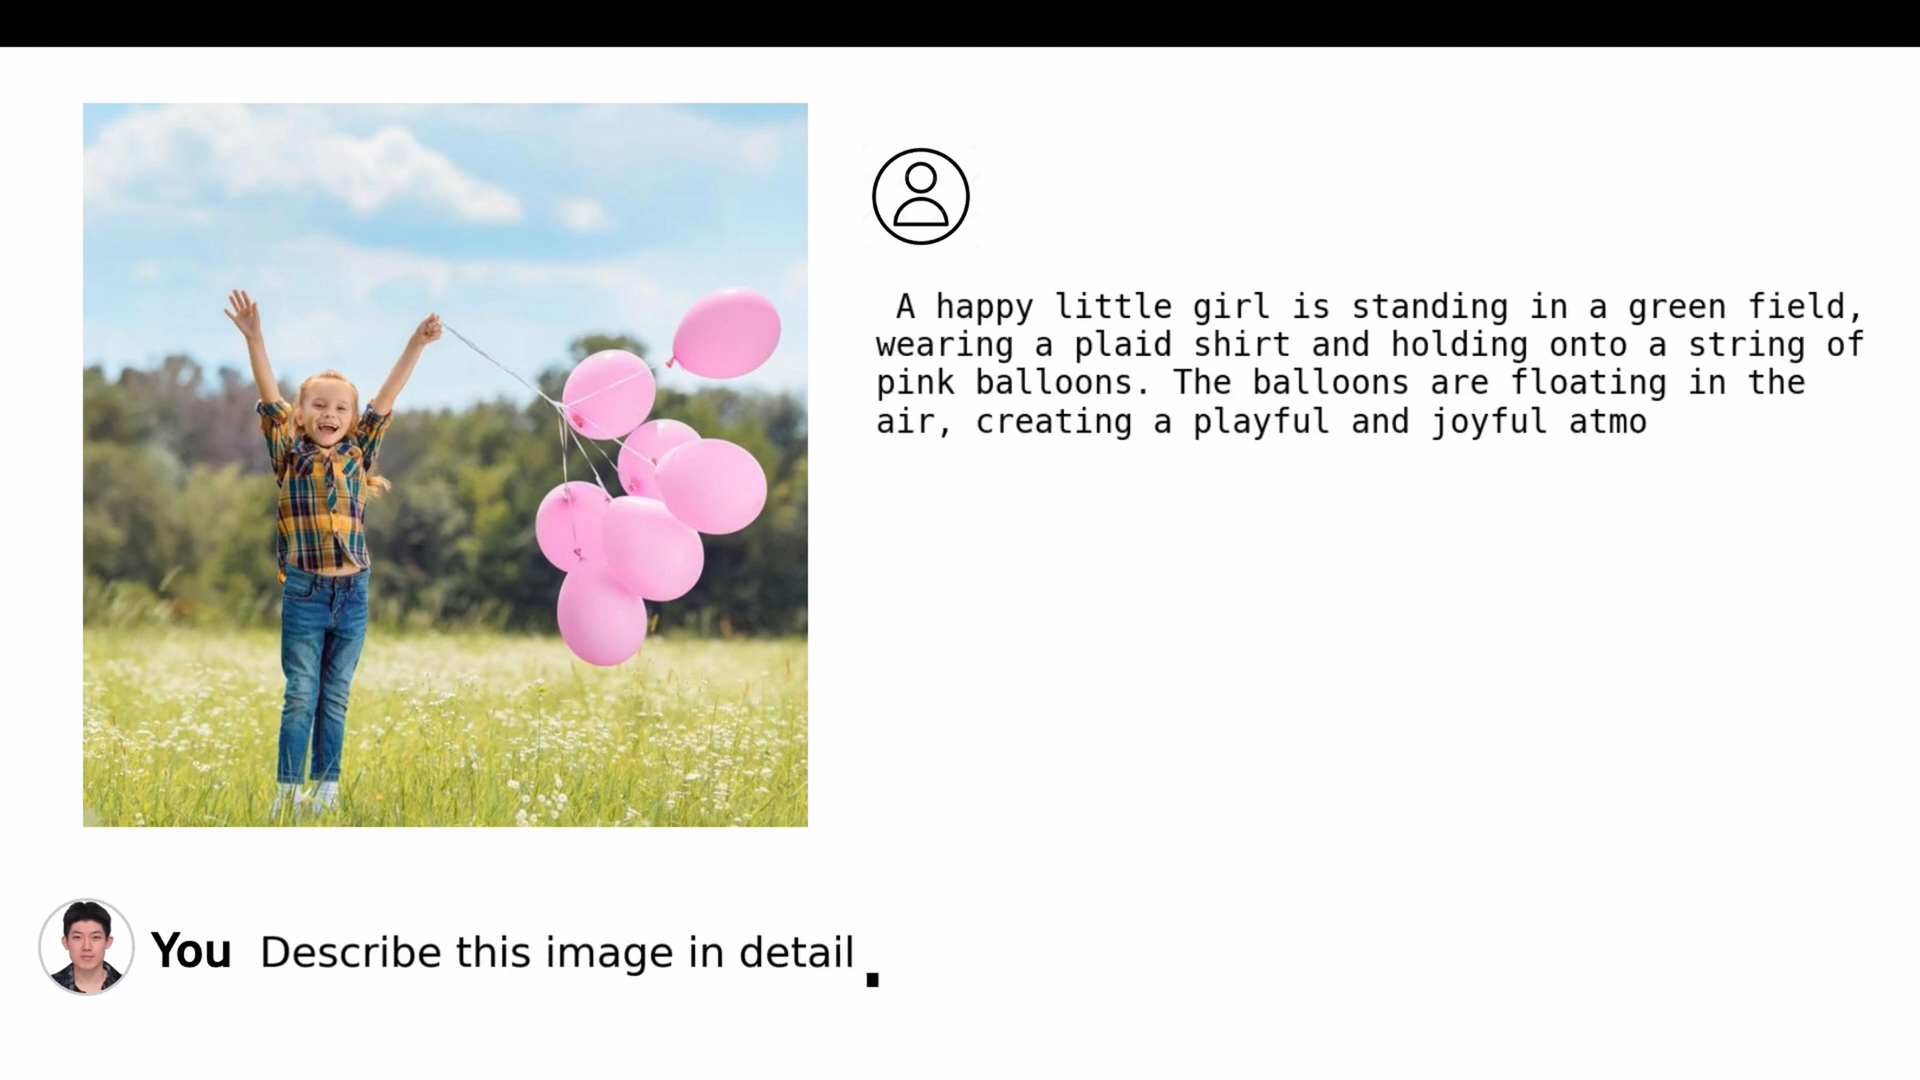 A happy little girl is standing in a green field,
wearing a plaid shirt and holding onto a string of
pink balloons. The balloons are floating in the
air, creating a playful and joyful atmo
You Describe this image in detail.